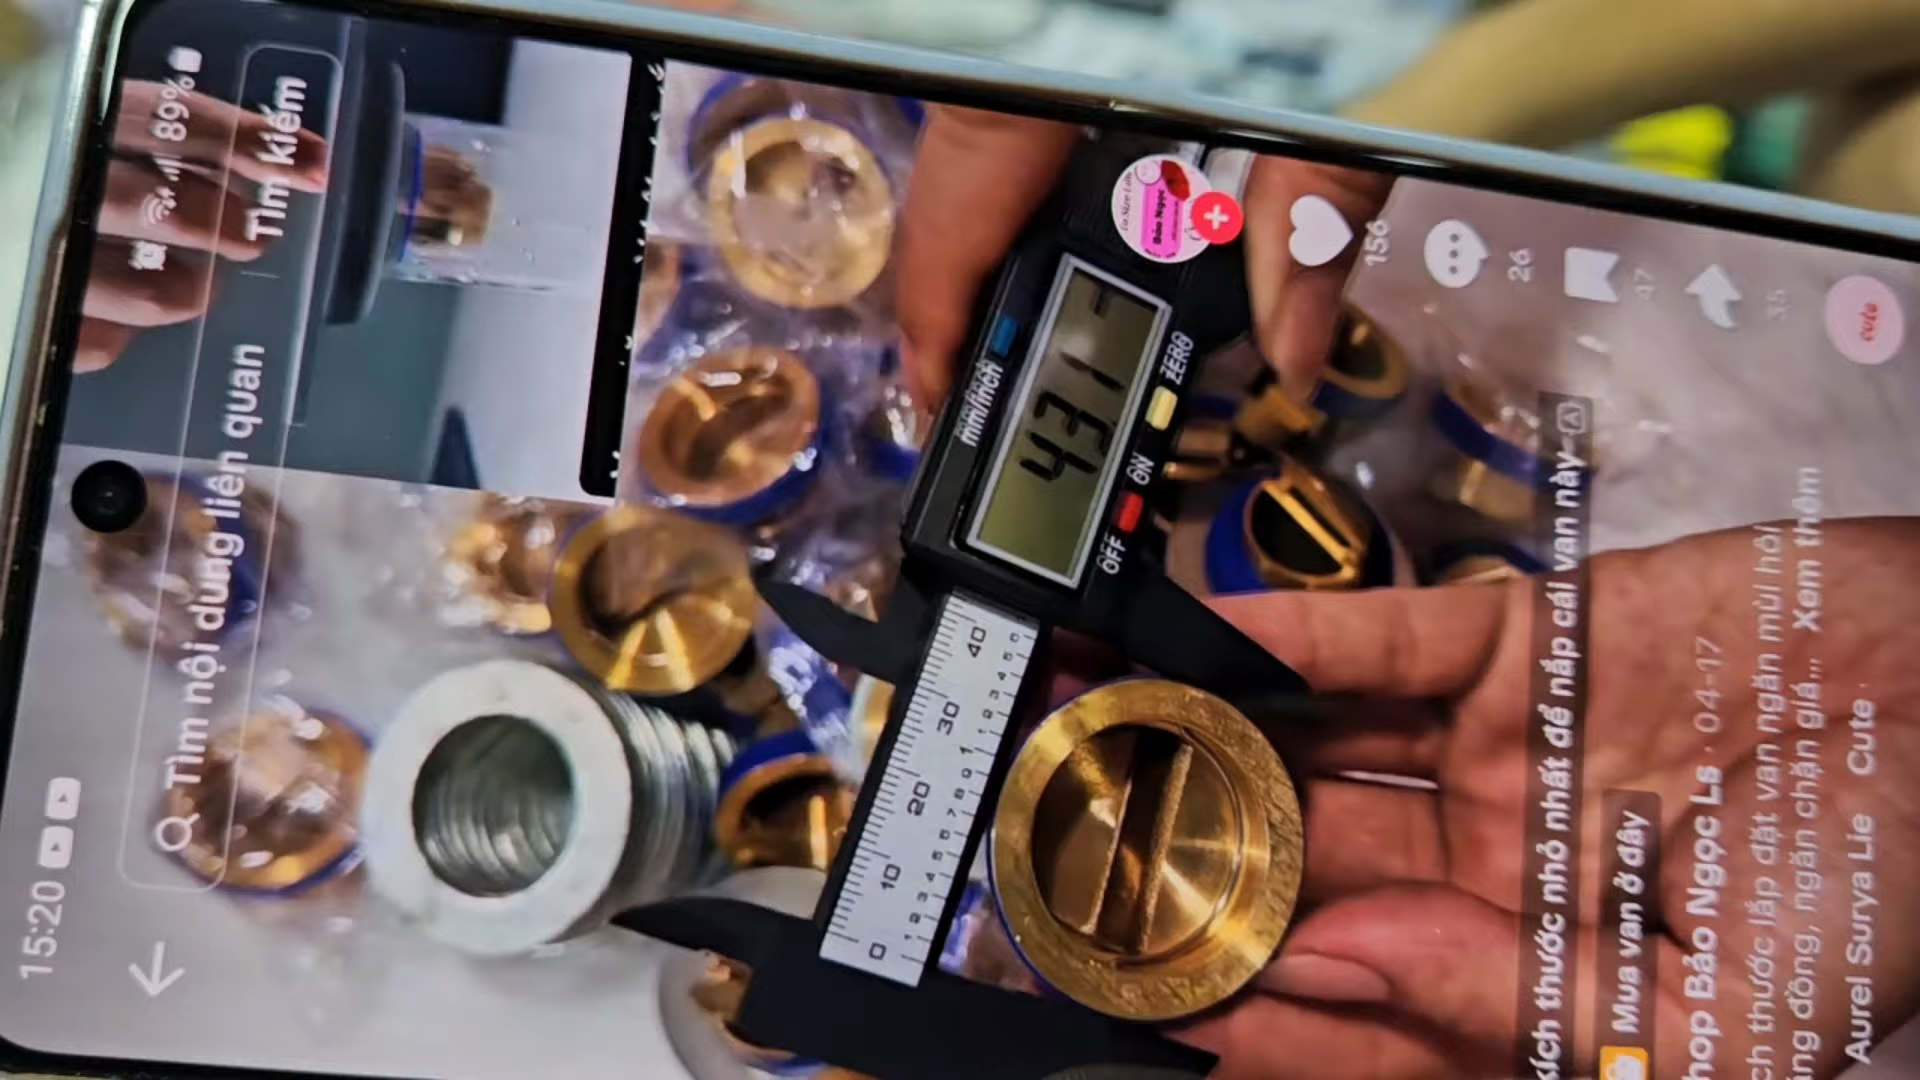 15:20
89%
Tìm nội dung liên quan
Tìm kiếm
mm/inch
ZERO
OFF ON
0 10 20 30 40
Bảo Ngọc
156
26
47
35
cute
kích thước nhỏ nhất để nắp cái van này
Mua van ở đây
hop Bảo Ngọc Ls · 04-17
ch thước lắp đặt van ngăn mùi hôi
ng đồng, ngăn chặn giá... Xem thêm
Aurel Surya Lie Cute